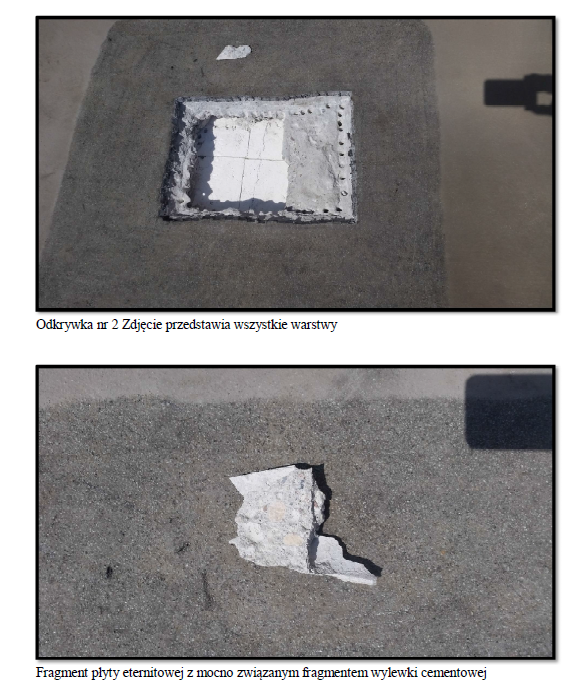 Odkrywka nr 2 Zdjęcie przedstawia wszystkie warstwy
Fragment płyty eternitowej z mocno związanym fragmentem wylewki cementowej